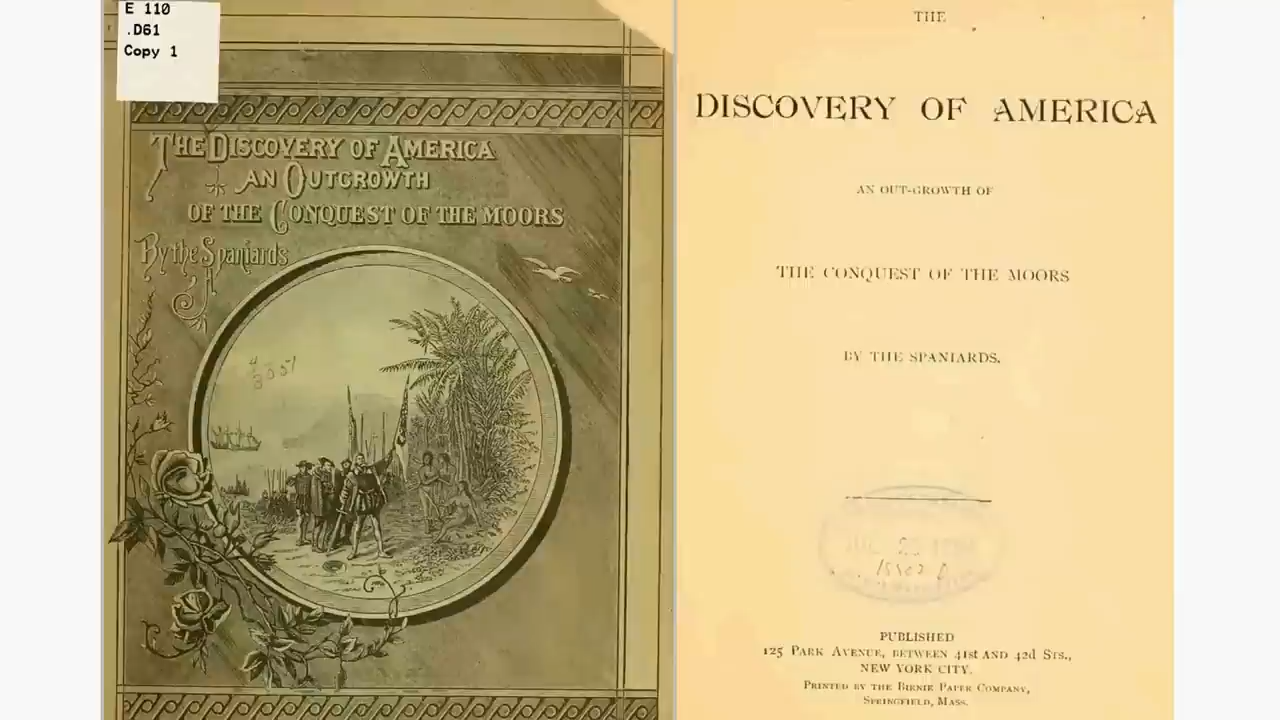 E 110
.D61
Copy 1
THE DISCOVERY OF AMERICA
AN OUTGROWTH
OF THE CONQUEST OF THE MOORS
By the Spaniards
THE
DISCOVERY OF AMERICA
AN OUT-GROWTH OF
THE CONQUEST OF THE MOORS
BY THE SPANIARDS.
PUBLISHED
125 PARK AVENUE, BETWEEN 41st AND 42d STS.,
NEW YORK CITY.
PRINTED BY THE BIRNIE PAPER COMPANY,
SPRINGFIELD, MASS.